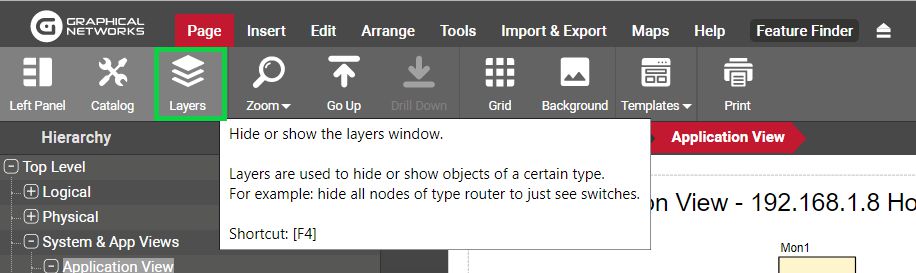 GRAPHICAL
NETWORKS
Page Insert Edit Arrange Tools Import & Export Maps Help Feature Finder
Left Panel Catalog Layers Zoom Go Up Drill Down Grid Background Templates Print
Hierarchy
Application View
Hide or show the layers window.
Layers are used to hide or show objects of a certain type.
For example: hide all nodes of type router to just see switches.
Shortcut: [F4]
Top Level
Logical
Physical
System & App Views
Application View
on View - 192.168.1.8 Ho
Mon1